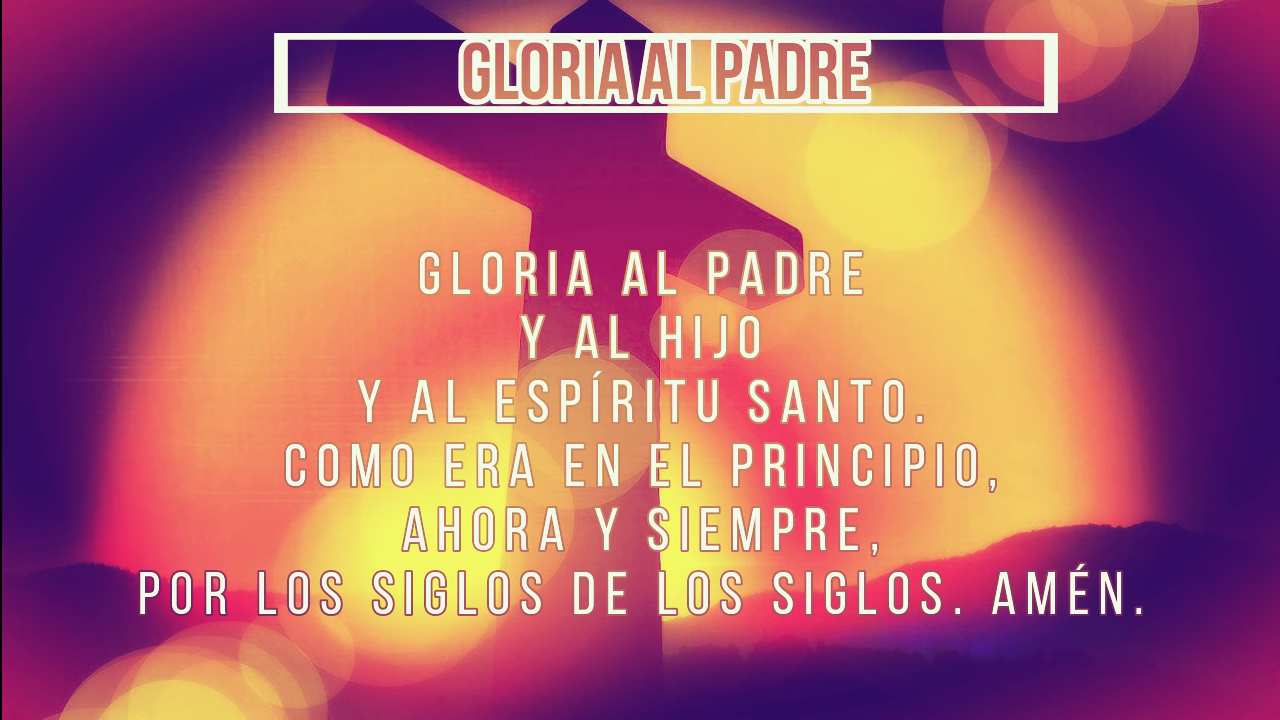 GLORIA AL PADRE
GLORIA AL PADRE
Y AL HIJO
Y AL ESPÍRITU SANTO.
COMO ERA EN EL PRINCIPIO,
AHORA Y SIEMPRE,
POR LOS SIGLOS DE LOS SIGLOS. AMÉN.